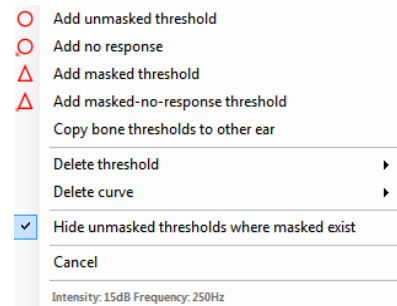 Add unmasked threshold
Add no response
Add masked threshold
Add masked-no-response threshold
Copy bone thresholds to other ear
Delete threshold
Delete curve
Hide unmasked thresholds where masked exist
Cancel
Intensity: 15dB Frequency: 250Hz